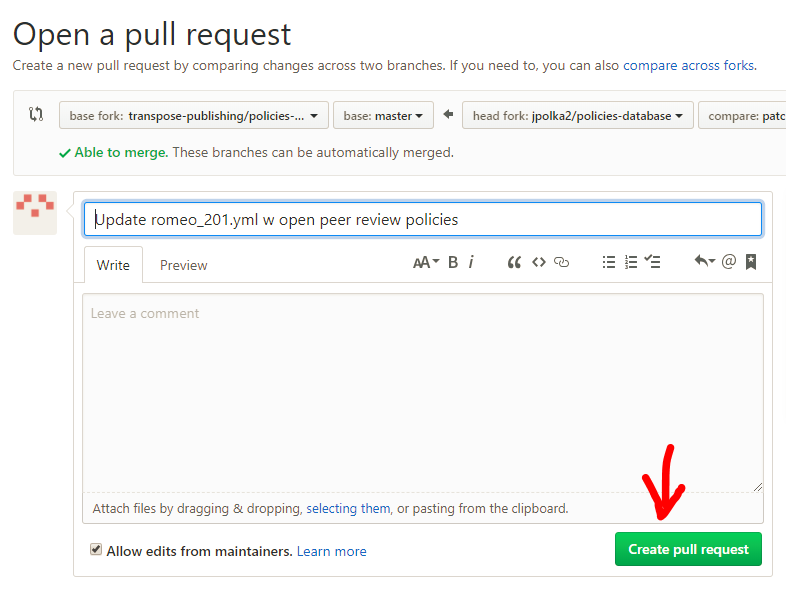 Open a pull request
Create a new pull request by comparing changes across two branches. If you need to, you can also compare across forks.
base fork: transpose-publishing/policies-... base: master head fork: jpolka2/policies-database compare: patc
Able to merge. These branches can be automatically merged.
Update romeo_201.yml w open peer review policies
Write Preview AA B i @
Leave a comment
Attach files by dragging & dropping, selecting them, or pasting from the clipboard.
Allow edits from maintainers. Learn more Create pull request